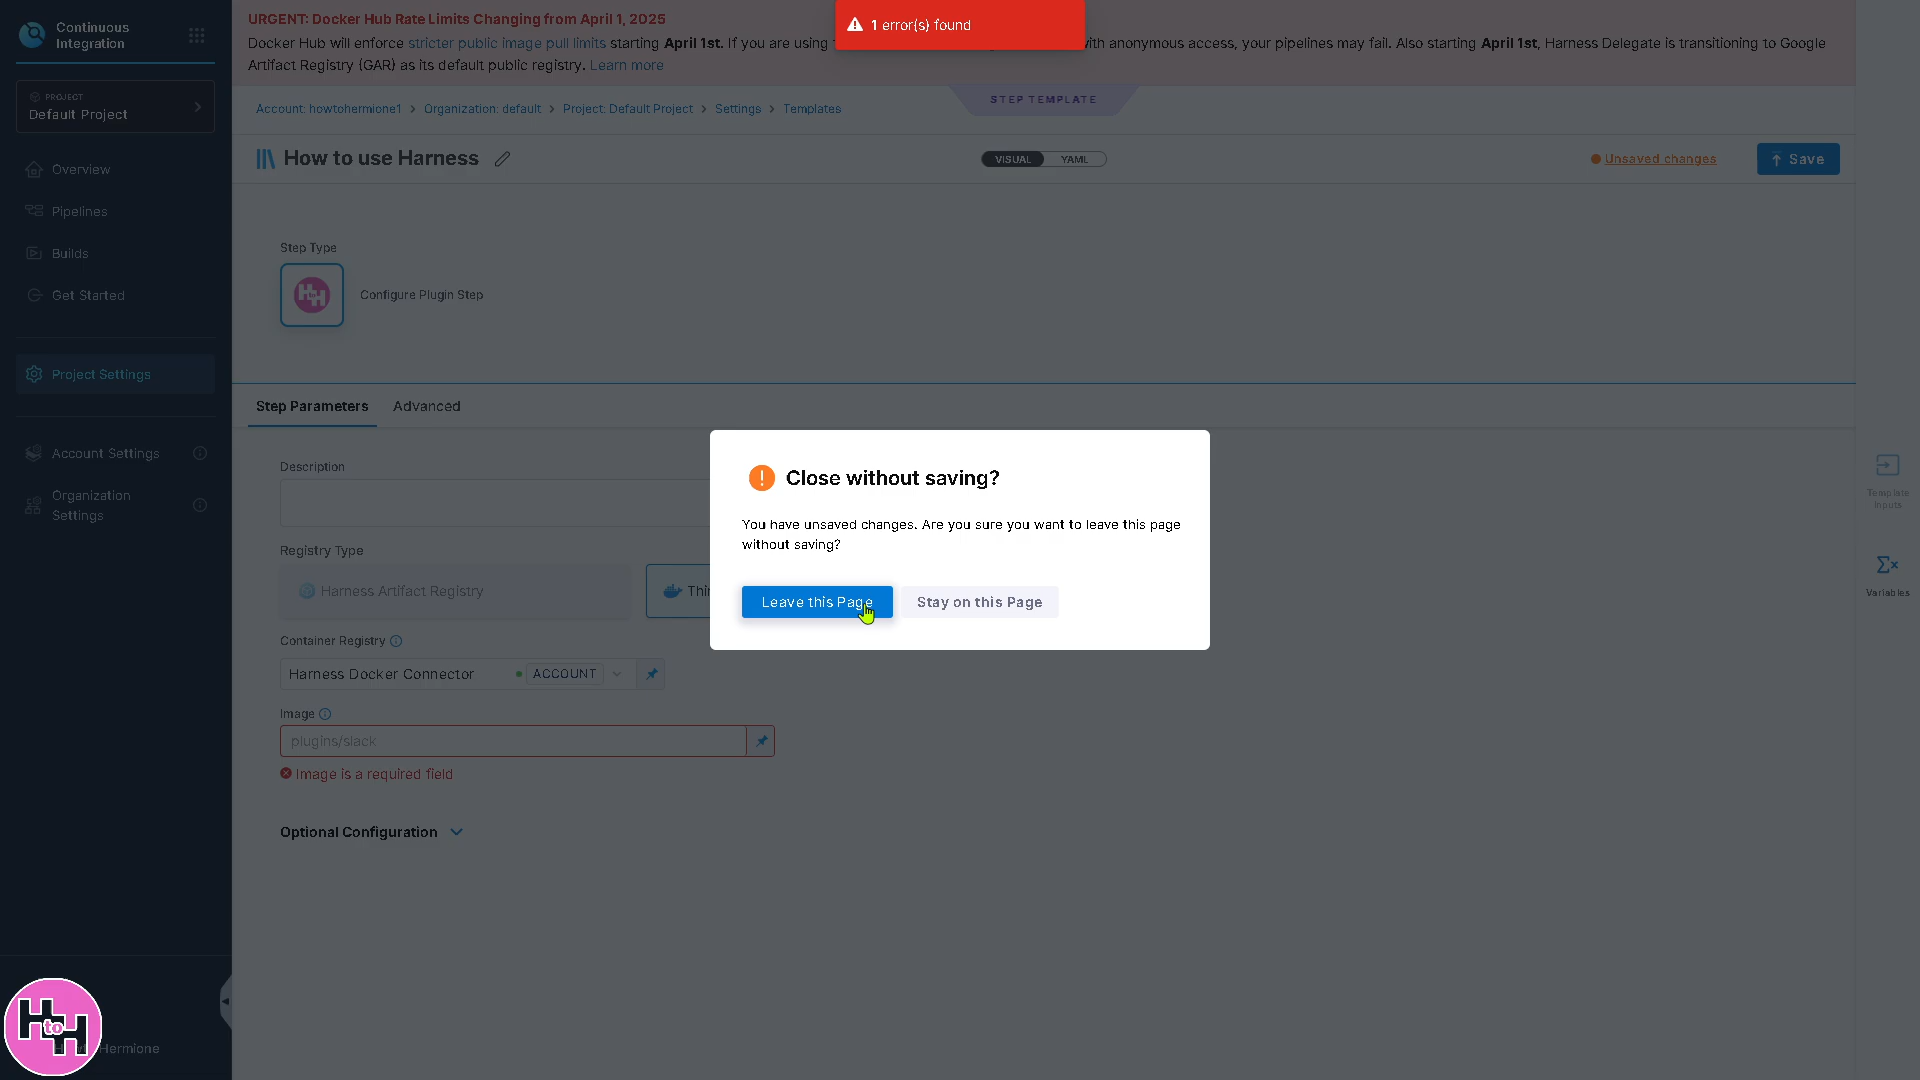 Continuous
Integration
PROJECT
Default Project
Overview
Pipelines
Builds
Get Started
Project Settings
Account Settings
Organization
Settings
HtoH
Hermione
URGENT: Docker Hub Rate Limits Changing from April 1, 2025
Docker Hub will enforce stricter public image pull limits starting April 1st. If you are using with anonymous access, your pipelines may fail. Also starting April 1st, Harness Delegate is transitioning to Google
Artifact Registry (GAR) as its default public registry. Learn more
1 error(s) found
Account: howtohermione1 > Organization: default > Project: Default Project > Settings > Templates
STEP TEMPLATE
How to use Harness
VISUAL YAML
Unsaved changes
Save
Step Type
HtoH
Configure Plugin Step
Step Parameters Advanced
Description
Registry Type
Harness Artifact Registry
Thi
Container Registry
Harness Docker Connector ACCOUNT
Image
plugins/slack
Image is a required field
Optional Configuration
Close without saving?
You have unsaved changes. Are you sure you want to leave this page
without saving?
Leave this Page
Stay on this Page
Template
Inputs
Variables